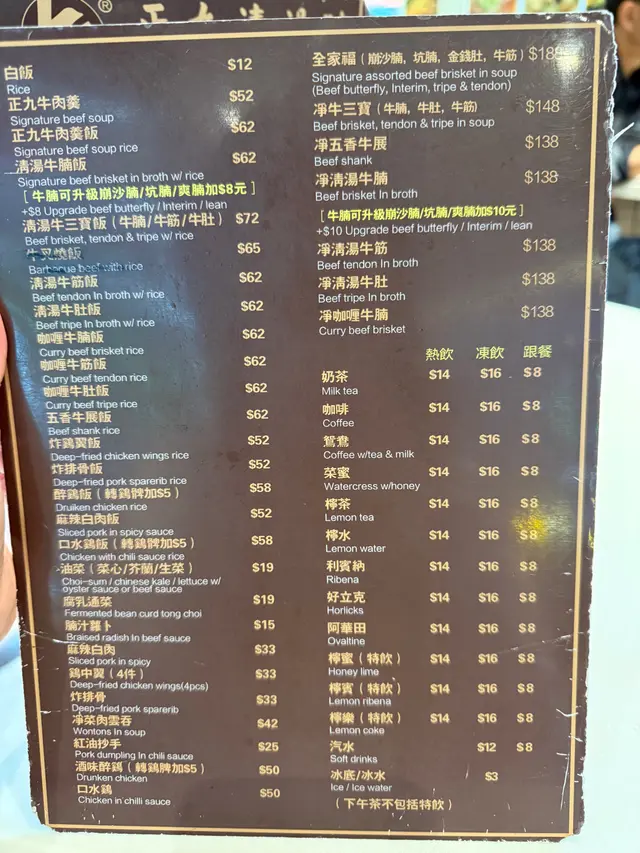 ®
正九清湯
白飯 $12
Rice
正九牛肉羹 $52
Signature beef soup
正九牛肉羹飯 $62
Signature beef soup rice
清湯牛腩飯 $62
Signature beef brisket in broth w/ rice
[ 牛腩可升級崩沙腩/坑腩/爽腩加$8元 ]
+$8 Upgrade beef butterfly / Interim / lean
清湯牛三寶飯 ( 牛腩/牛筋/牛肚 ) $72
Beef brisket, tendon & tripe w/ rice
牛叉燒飯 $65
Barbecue beef with rice
清湯牛筋飯 $62
Beef tendon In broth w/ rice
清湯牛肚飯 $62
Beef tripe In broth w/ rice
咖喱牛腩飯 $62
Curry beef brisket rice
咖喱牛筋飯 $62
Curry beef tendon rice
咖喱牛肚飯 $62
Curry beef tripe rice
五香牛展飯 $62
Beef shank rice
炸鷄翼飯 $52
Deep-fried chicken wings rice
炸排骨飯 $52
Deep-fried pork sparerib rice
醉鷄飯 ( 轉鷄髀加$5 ) $58
Druiken chicken rice
麻辣白肉飯 $52
Sliced pork in spicy sauce
口水鷄飯 ( 轉鷄髀加$5 ) $58
Chicken with chili sauce rice
油菜 ( 菜心/芥蘭/生菜 ) $19
Choi-sum / chinese kale / lettuce w/
oyster sauce or beef sauce
腐乳通菜 $19
Fermented bean curd tong choi
腩汁蘿卜 $15
Braised radish In beef sauce
麻辣白肉 $33
Sliced pork in spicy
鷄中翼 ( 4件 ) $33
Deep-fried chicken wings(4pcs)
炸排骨 $33
Deep-fried pork sparerib
凈菜肉雲吞 $42
Wontons In soup
紅油抄手 $25
Pork dumpling In chili sauce
酒味醉鷄 ( 轉鷄髀加$5 ) $50
Drunken chicken
口水鷄 $50
Chicken in chilli sauce
全家福 ( 崩沙腩, 坑腩, 金錢肚, 牛筋 ) $188
Signature assorted beef brisket in soup
(Beef butterfly, Interim, tripe & tendon)
凈牛三寶 ( 牛腩, 牛肚, 牛筋 ) $148
Beef brisket, tendon & tripe in soup
凈五香牛展 $138
Beef shank
凈清湯牛腩 $138
Beef brisket In broth
[ 牛腩可升級崩沙腩/坑腩/爽腩加$10元 ]
+$10 Upgrade beef butterfly / Interim / lean
凈清湯牛筋 $138
Beef tendon In broth
凈清湯牛肚 $138
Beef tripe In broth
凈咖喱牛腩 $138
Curry beef brisket
熱飲 凍飲 跟餐
奶茶 $14 $16 $8
Milk tea
咖啡 $14 $16 $8
Coffee
鴛鴦 $14 $16 $8
Coffee w/tea & milk
菜蜜 $14 $16 $8
Watercress w/honey
檸茶 $14 $16 $8
Lemon tea
檸水 $14 $16 $8
Lemon water
利賓納 $14 $16 $8
Ribena
好立克 $14 $16 $8
Horlicks
阿華田 $14 $16 $8
Ovaltine
檸蜜 ( 特飲 ) $14 $16 $8
Honey lime
檸賓 ( 特飲 ) $14 $16 $8
Lemon ribena
檸樂 ( 特飲 ) $14 $16 $8
Lemon coke
汽水 $12 $8
Soft drinks
冰底/冰水 $3
Ice / Ice water
( 下午茶不包括特飲 )